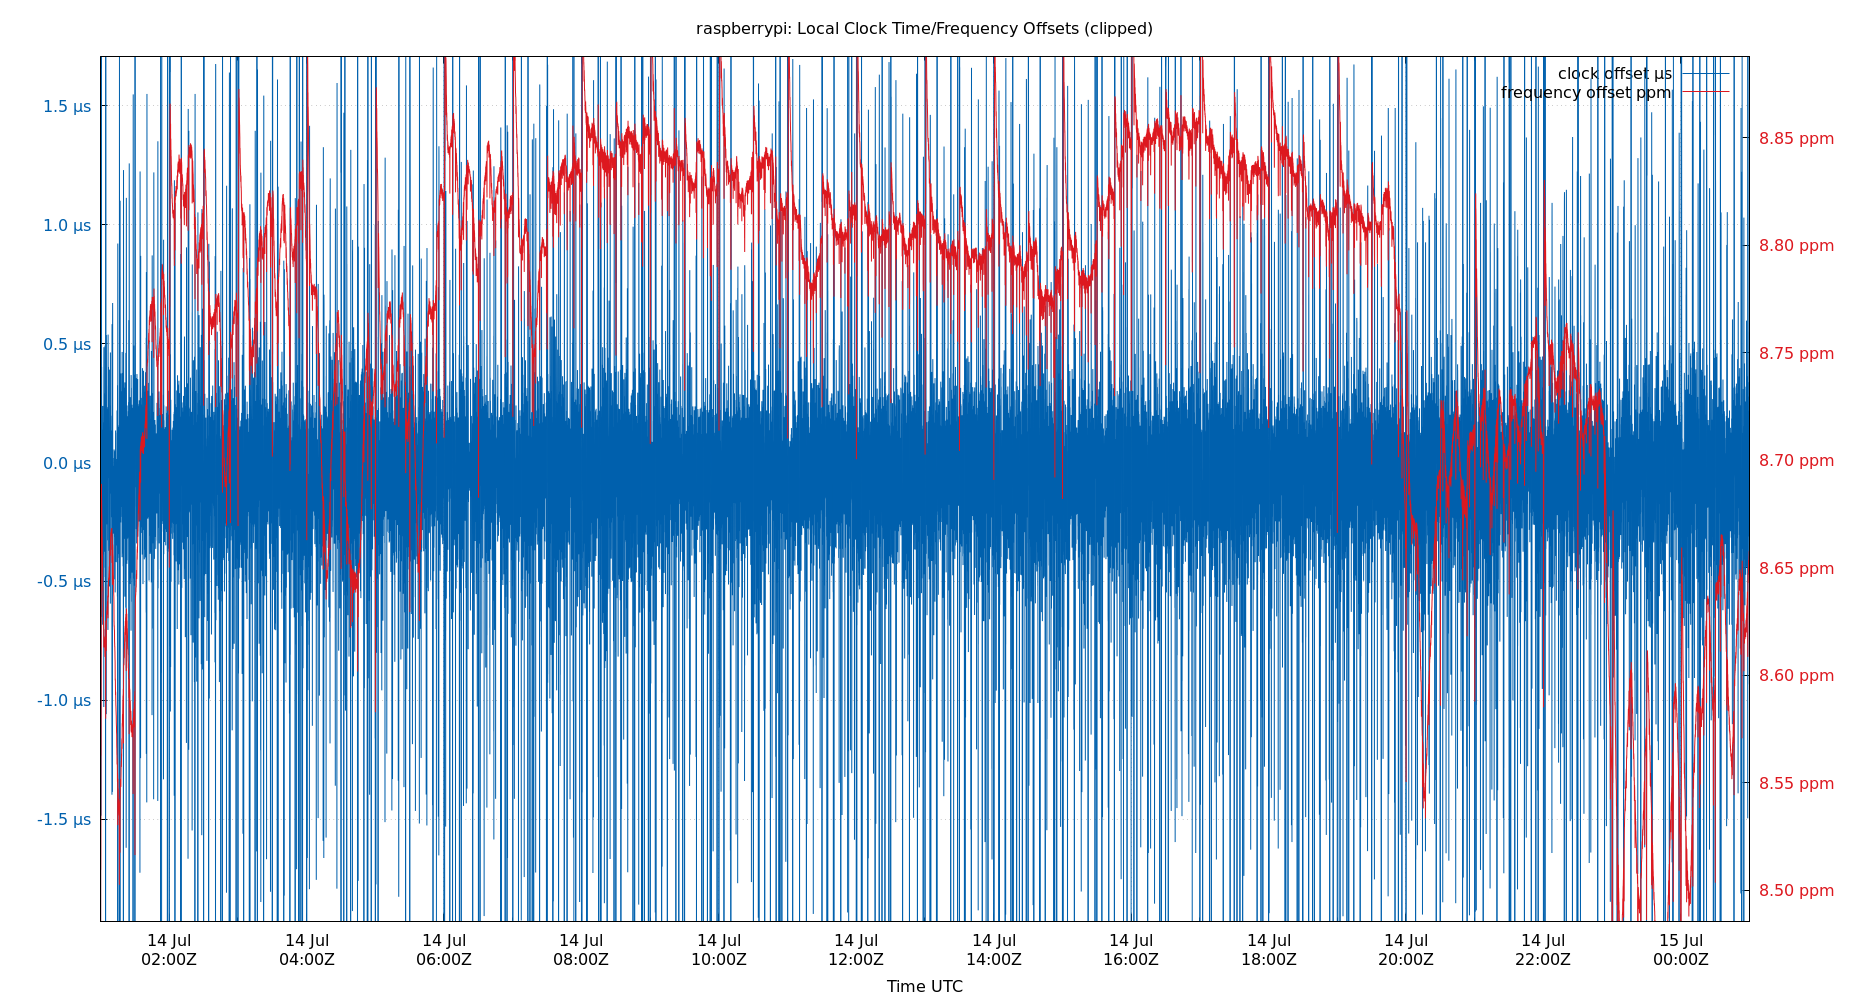 raspberrypi: Local Clock Time/Frequency Offsets (clipped)
clock offset µs
frequency offset ppm
1.5 µs
1.0 µs
0.5 µs
0.0 µs
-0.5 µs
-1.0 µs
-1.5 µs
8.85 ppm
8.80 ppm
8.75 ppm
8.70 ppm
8.65 ppm
8.60 ppm
8.55 ppm
8.50 ppm
14 Jul 14 Jul 14 Jul 14 Jul 14 Jul 14 Jul 14 Jul 14 Jul 14 Jul 14 Jul 14 Jul 15 Jul
02:00Z 04:00Z 06:00Z 08:00Z 10:00Z 12:00Z 14:00Z 16:00Z 18:00Z 20:00Z 22:00Z 00:00Z
Time UTC